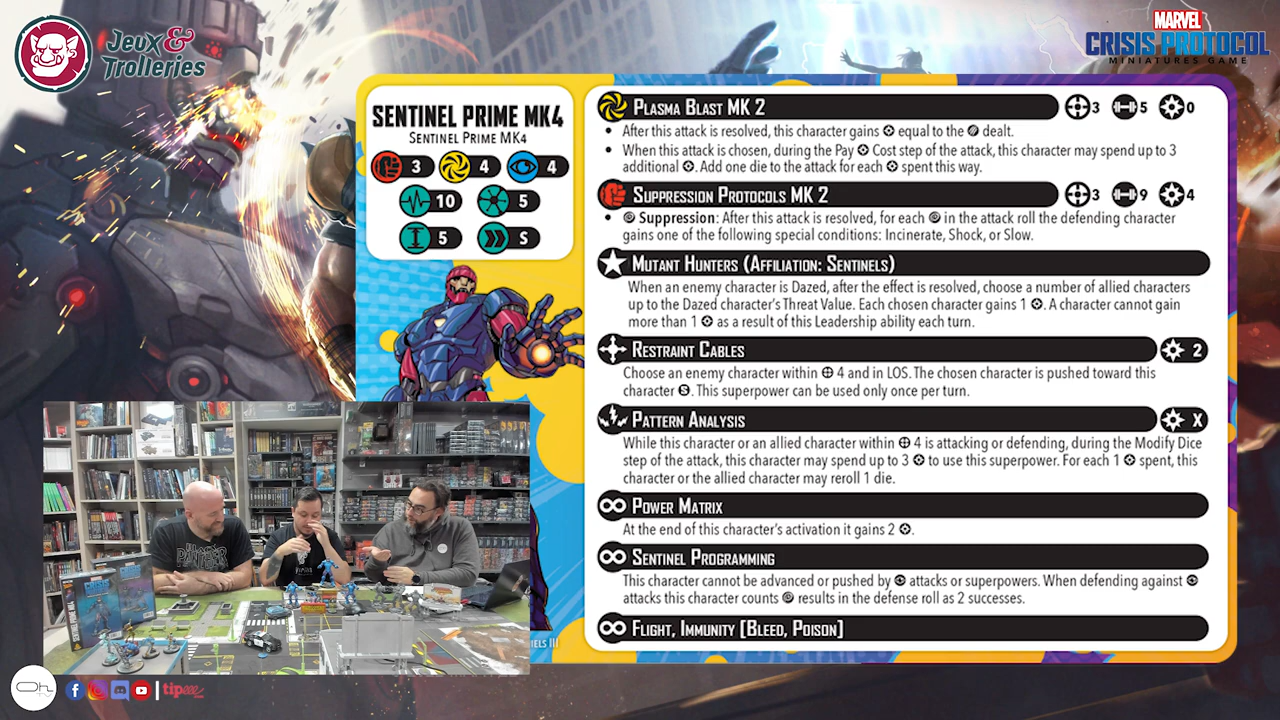 Jeux &
Trolleries
MARVEL
CRISIS PROTOCOL
MINIATURES GAME
SENTINEL PRIME MK4
SENTINEL PRIME MK4
3 4 4
10 5
5 S
PLASMA BLAST MK 2 3 5 0
• After this attack is resolved, this character gains equal to the dealt.
• When this attack is chosen, during the Pay Cost step of the attack, this character may spend up to 3
additional . Add one die to the attack for each spent this way.
SUPPRESSION PROTOCOLS MK 2 3 9 4
• Suppression: After this attack is resolved, for each in the attack roll the defending character
gains one of the following special conditions: Incinerate, Shock, or Slow.
MUTANT HUNTERS (AFFILIATION: SENTINELS)
When an enemy character is Dazed, after the effect is resolved, choose a number of allied characters
up to the Dazed character's Threat Value. Each chosen character gains 1 . A character cannot gain
more than 1 as a result of this Leadership ability each turn.
RESTRAINT CABLES 2
Choose an enemy character within 4 and in LOS. The chosen character is pushed toward this
character S. This superpower can be used only once per turn.
PATTERN ANALYSIS X
While this character or an allied character within 4 is attacking or defending, during the Modify Dice
step of the attack, this character may spend up to 3 to use this superpower. For each 1 spent, this
character or the allied character may reroll 1 die.
POWER MATRIX
At the end of this character's activation it gains 2 .
SENTINEL PROGRAMMING
This character cannot be advanced or pushed by attacks or superpowers. When defending against
attacks this character counts results in the defense roll as 2 successes.
FLIGHT, IMMUNITY [BLEED, POISON]
BLACK PANTHER
CRISIS
NELS III
Oh
tipeee